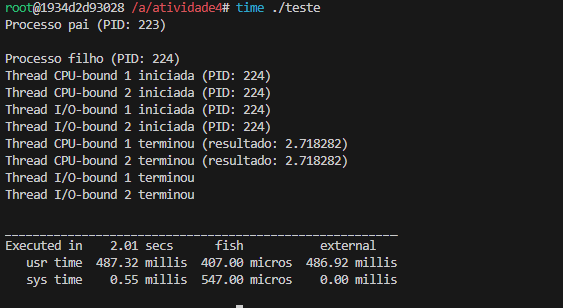 root@1934d2d93028 /a/atividade4# time ./teste
Processo pai (PID: 223)
Processo filho (PID: 224)
Thread CPU-bound 1 iniciada (PID: 224)
Thread CPU-bound 2 iniciada (PID: 224)
Thread I/O-bound 1 iniciada (PID: 224)
Thread I/O-bound 2 iniciada (PID: 224)
Thread CPU-bound 1 terminou (resultado: 2.718282)
Thread CPU-bound 2 terminou (resultado: 2.718282)
Thread I/O-bound 1 terminou
Thread I/O-bound 2 terminou
________________________________________________________
Executed in    2.01 secs      fish           external
   usr time  487.32 millis  407.00 micros  486.92 millis
   sys time    0.55 millis  547.00 micros    0.00 millis